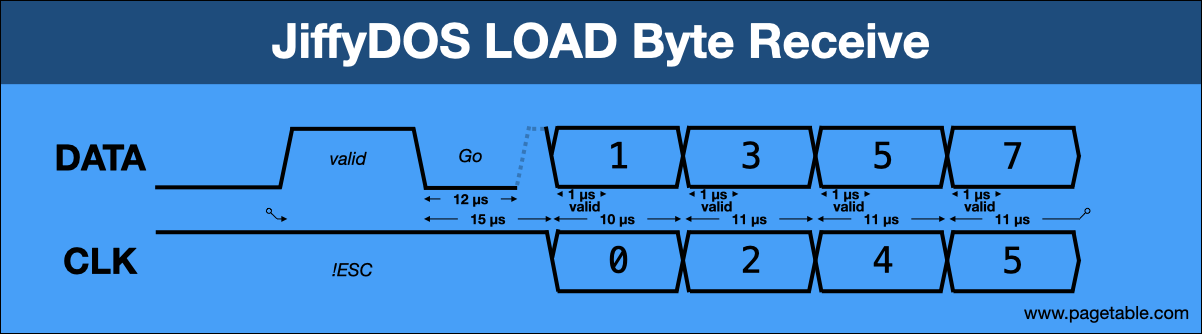 JiffyDOS LOAD Byte Receive
DATA valid Go 1 3 5 7
12 µs 1 µs 1 µs 1 µs 1 µs
valid valid valid valid
15 µs 10 µs 11 µs 11 µs 11 µs
CLK !ESC 0 2 4 5
www.pagetable.com